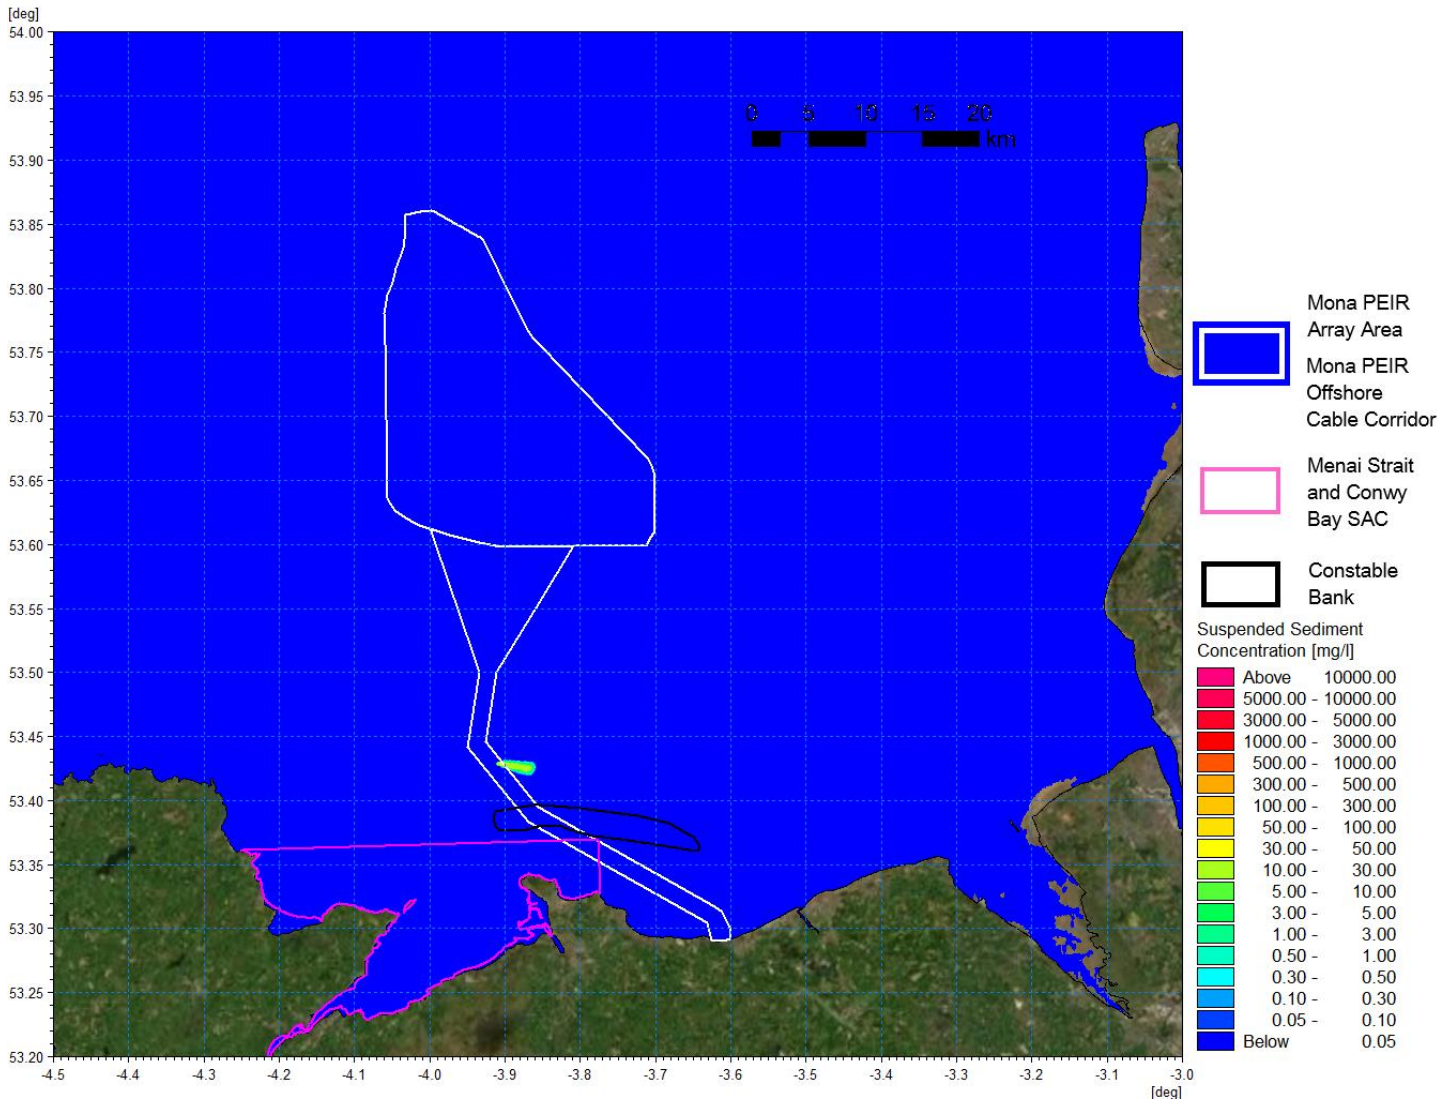 [deg]
54.00
53.95
53.90
53.85
53.80
53.75
53.70
53.65
53.60
53.55
53.50
53.45
53.40
53.35
53.30
53.25
53.20
-4.5 -4.4 -4.3 -4.2 -4.1 -4.0 -3.9 -3.8 -3.7 -3.6 -3.5 -3.4 -3.3 -3.2 -3.1 -3.0
[deg]
0 5 10 15 20
km
Mona PEIR
Array Area
Mona PEIR
Offshore
Cable Corridor
Menai Strait
and Conwy
Bay SAC
Constable
Bank
Suspended Sediment
Concentration [mg/l]
Above 10000.00
5000.00 - 10000.00
3000.00 - 5000.00
1000.00 - 3000.00
500.00 - 1000.00
300.00 - 500.00
100.00 - 300.00
50.00 - 100.00
30.00 - 50.00
10.00 - 30.00
5.00 - 10.00
3.00 - 5.00
1.00 - 3.00
0.50 - 1.00
0.30 - 0.50
0.10 - 0.30
0.05 - 0.10
Below 0.05